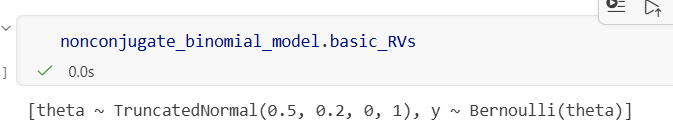 nonconjugate_binomial_model.basic_RVs
]
0.0s
[theta ~ TruncatedNormal(0.5, 0.2, 0, 1), y ~ Bernoulli(theta)]